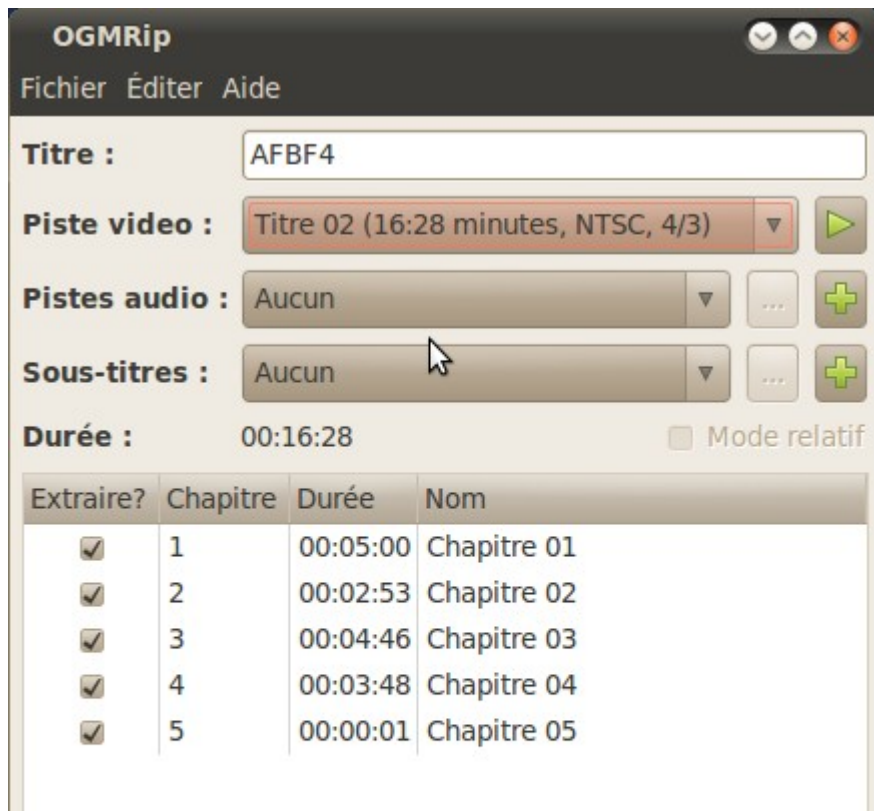 OGMRip
Fichier Éditer Aide
Titre : AFBF4
Piste video : Titre 02 (16:28 minutes, NTSC, 4/3)
Pistes audio : Aucun ...
Sous-titres : Aucun ...
Durée : 00:16:28 Mode relatif
Extraire? Chapitre Durée Nom
1 00:05:00 Chapitre 01
2 00:02:53 Chapitre 02
3 00:04:46 Chapitre 03
4 00:03:48 Chapitre 04
5 00:00:01 Chapitre 05